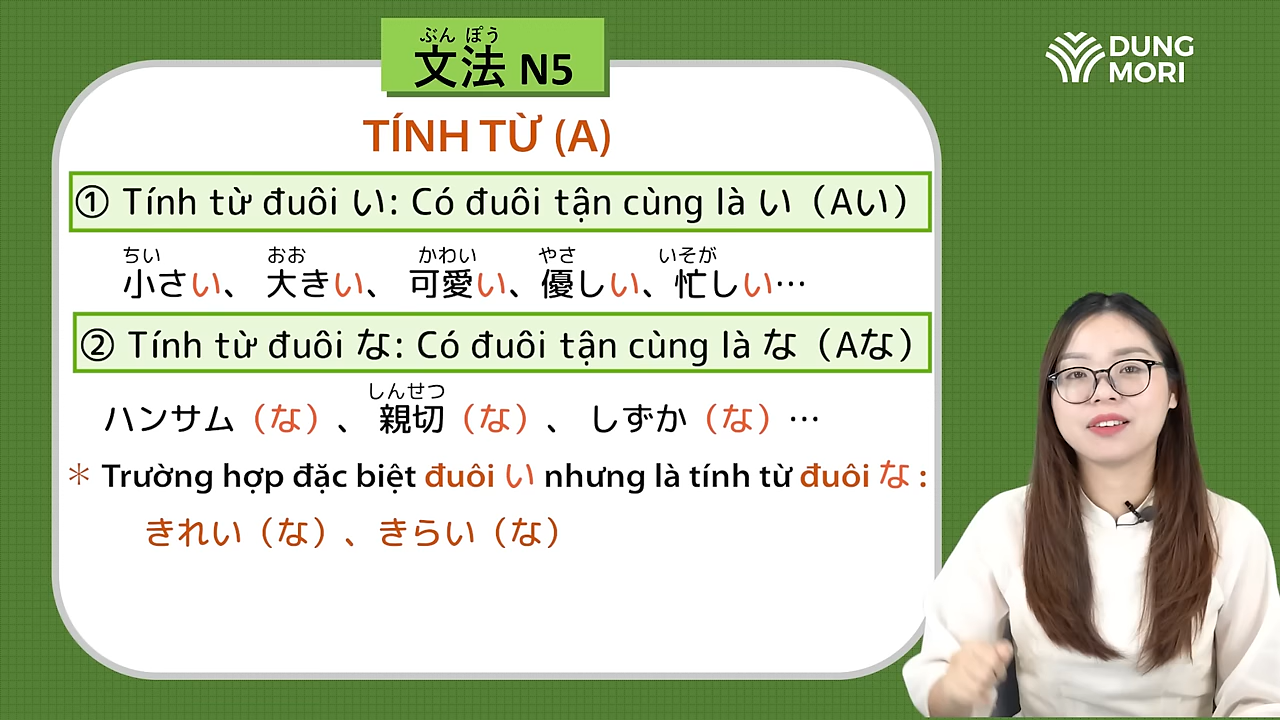 ぶん ぽう
文法 N5
DUNG
MORI
TÍNH TỪ (A)
① Tính từ đuôi い: Có đuôi tận cùng là い（Aい）
ちい おお かわい やさ いそが
小さい、 大きい、 可愛い、優しい、忙しい…
② Tính từ đuôi な: Có đuôi tận cùng là な（Aな）
しんせつ
ハンサム（な）、 親切（な）、 しずか（な）…
＊ Trường hợp đặc biệt đuôi い nhưng là tính từ đuôi な :
きれい（な）、きらい（な）